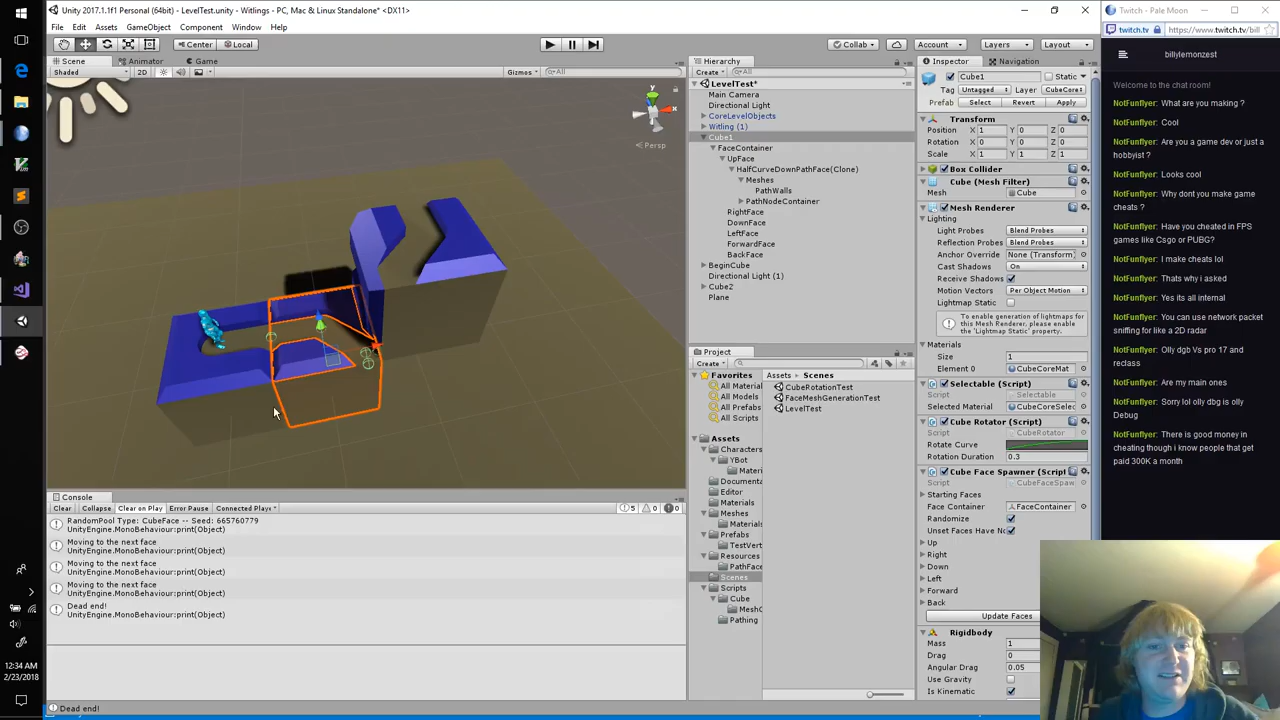 Unity 2017.1.1f1 Personal (64bit) - LevelTest.unity - Witlings - PC, Mac & Linux Standalone* <DX11>
File Edit Assets GameObject Component Window Help
Center Local
Collab Account Layers Layout
Scene Animator Game
Shaded 2D Gizmos All
Persp
Hierarchy
Create All
LevelTest*
Main Camera
Directional Light
CoreLevelObjects
Witling (1)
Cube1
FaceContainer
UpFace
HalfCurveDownPathFace(Clone)
Meshes
PathWalls
PathNodeContainer
RightFace
DownFace
LeftFace
ForwardFace
BackFace
BeginCube
Directional Light (1)
Cube2
Plane
Project
Create
Favorites
All Material
All Models
All Prefabs
All Scripts
Assets
Characters
YBot
Materi
Documenta
Editor
Materials
Meshes
Materials
Prefabs
TestVert
Resources
PathFace
Scenes
Scripts
Cube
MeshC
Pathing
Assets Scenes
CubeRotationTest
FaceMeshGenerationTest
LevelTest
Inspector Navigation
Cube1 Static
Tag Untagged Layer CubeCore
Prefab Select Revert Apply
Transform
Position X 1 Y 0 Z 0
Rotation X 0 Y 0 Z 0
Scale X 1 Y 1 Z 1
Box Collider
Cube (Mesh Filter)
Mesh Cube
Mesh Renderer
Lighting
Light Probes Blend Probes
Reflection Probes Blend Probes
Anchor Override None (Transform)
Cast Shadows On
Receive Shadows
Motion Vectors Per Object Motion
Lightmap Static
To enable generation of lightmaps for this Mesh Renderer, please enable the 'Lightmap Static' property.
Materials
Size 1
Element 0 CubeCoreMat
Selectable (Script)
Script Selectable
Selected Material CubeCoreSelec
Cube Rotator (Script)
Script CubeRotator
Rotate Curve
Rotation Duration 0.3
Cube Face Spawner (Script
Script CubeFaceSpaw
Starting Faces
Face Container FaceContainer
Randomize
Unset Faces Have No
Up
Right
Down
Left
Forward
Back
Update Faces
Rigidbody
Mass 1
Drag 0
Angular Drag 0.05
Use Gravity
Is Kinematic
Console
Clear Collapse Clear on Play Error Pause Connected Player 5 0 0
RandomPool Type: CubeFace -- Seed: 665760779
UnityEngine.MonoBehaviour:print(Object)
Moving to the next face
UnityEngine.MonoBehaviour:print(Object)
Moving to the next face
UnityEngine.MonoBehaviour:print(Object)
Moving to the next face
UnityEngine.MonoBehaviour:print(Object)
Dead end!
UnityEngine.MonoBehaviour:print(Object)
Dead end!
12:34 AM
2/23/2018
Twitch - Pale Moon
twitch.tv https://www.twitch.tv/bill
billylemonzest
Welcome to the chat room!
NotFunflyer: What are you making ?
NotFunflyer: Cool
NotFunflyer: Are you a game dev or just a
hobbyist ?
NotFunflyer: Looks cool
NotFunflyer: Why dont you make game
cheats ?
NotFunflyer: Have you cheated in FPS
games like Csgo or PUBG?
NotFunflyer: I make cheats lol
NotFunflyer: Thats why i asked
NotFunflyer: Yes its all internal
NotFunflyer: You can use network packet
sniffing for like a 2D radar
NotFunflyer: Olly dgb Vs pro 17 and
reclass
NotFunflyer: Are my main ones
NotFunflyer: Sorry lol olly dbg is olly
Debug
NotFunflyer: There is good money in
cheating though i know people that get
paid 300K a month